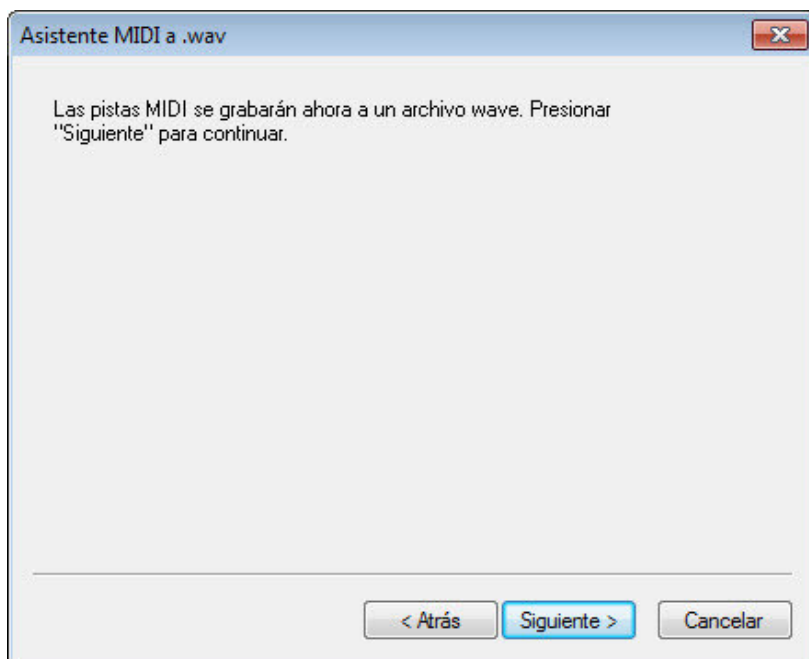 Asistente MIDI a .wav
Las pistas MIDI se grabarán ahora a un archivo wave. Presionar
"Siguiente" para continuar.
< Atrás Siguiente > Cancelar